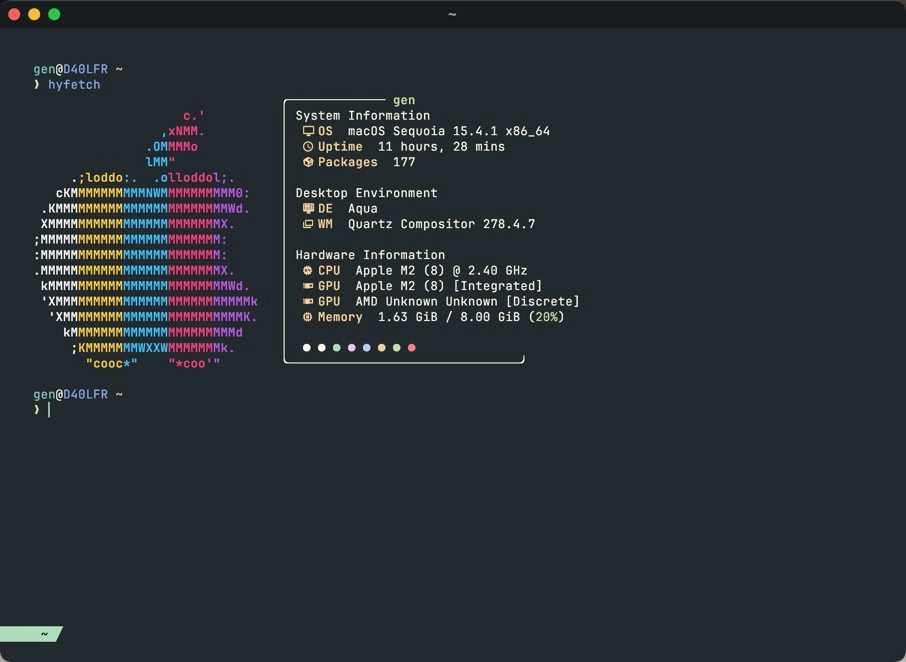 ~
gen@D40LFR ~
❯ hyfetch
                    c.'
                 ,xNMM.
               .OMMMMo
               lMM"
     .;loddo:.  .olloddol;.
   cKMMMMMMMMMMNWMMMMMMMMMM0:
 .KMMMMMMMMMMMMMMMMMMMMMMMWd.
 XMMMMMMMMMMMMMMMMMMMMMMMX.
;MMMMMMMMMMMMMMMMMMMMMMMM:
:MMMMMMMMMMMMMMMMMMMMMMMM:
.MMMMMMMMMMMMMMMMMMMMMMMMX.
 kMMMMMMMMMMMMMMMMMMMMMMMMWd.
 'XMMMMMMMMMMMMMMMMMMMMMMMMMMk
  'XMMMMMMMMMMMMMMMMMMMMMMMMK.
    kMMMMMMMMMMMMMMMMMMMMMMd
     ;KMMMMMMMWXXWMMMMMMMk.
       "cooc*"    "*coo'"
gen
System Information
OS macOS Sequoia 15.4.1 x86_64
Uptime 11 hours, 28 mins
Packages 177
Desktop Environment
DE Aqua
WM Quartz Compositor 278.4.7
Hardware Information
CPU Apple M2 (8) @ 2.40 GHz
GPU Apple M2 (8) [Integrated]
GPU AMD Unknown Unknown [Discrete]
Memory 1.63 GiB / 8.00 GiB (20%)
gen@D40LFR ~
❯
~